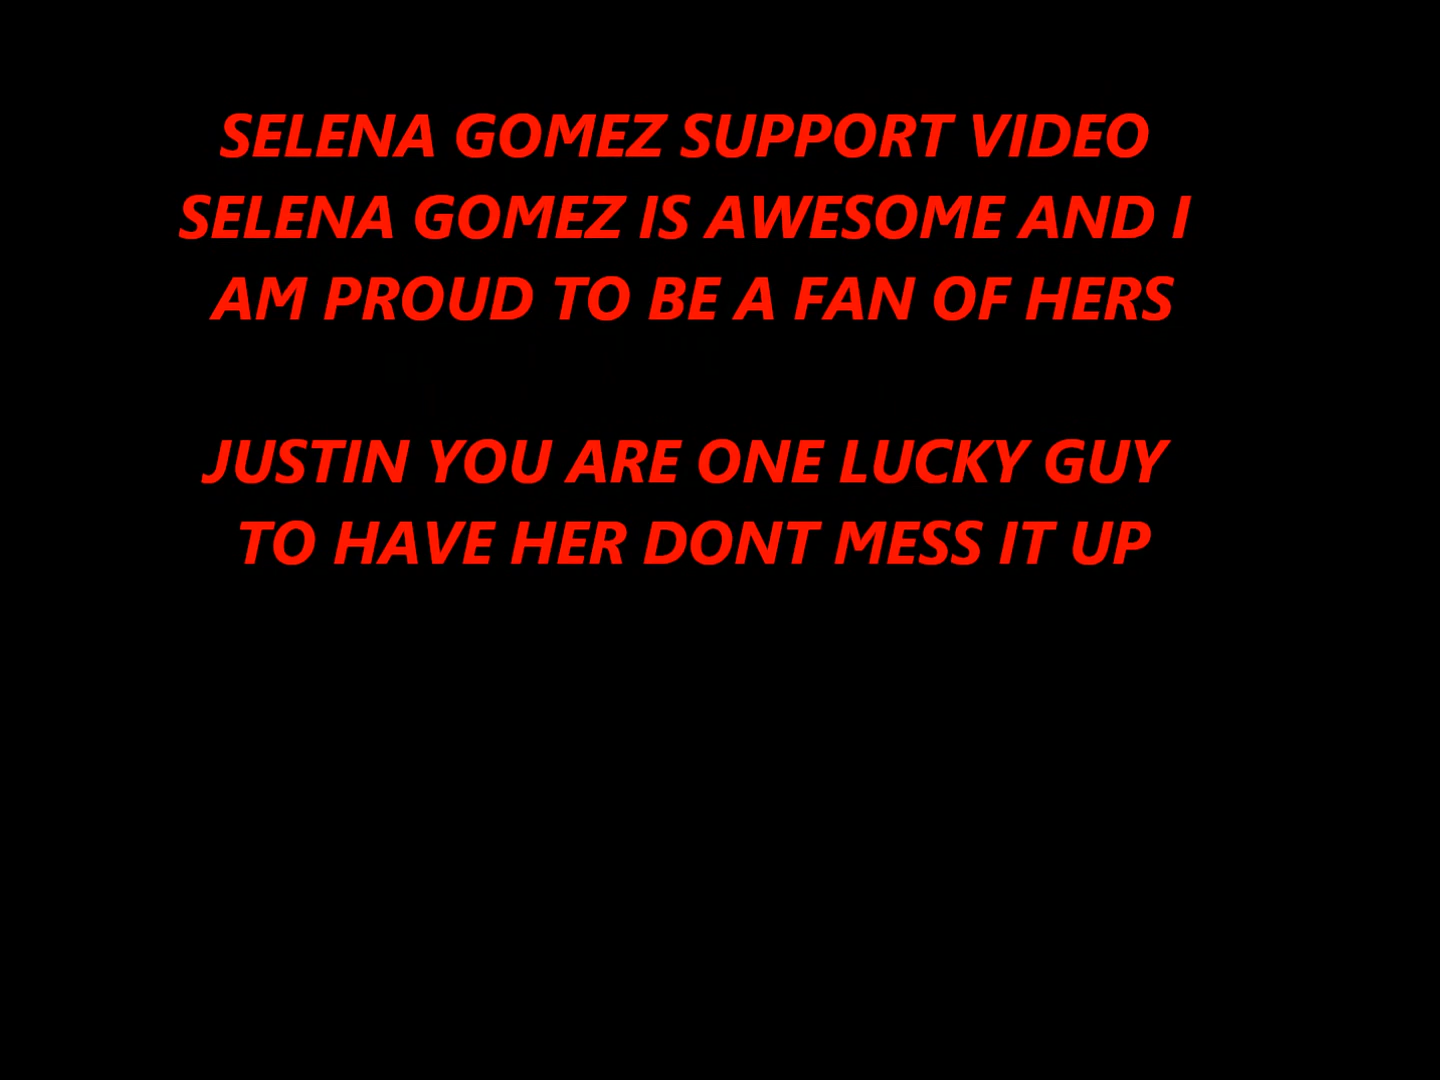 SELENA GOMEZ SUPPORT VIDEO
SELENA GOMEZ IS AWESOME AND I
AM PROUD TO BE A FAN OF HERS
JUSTIN YOU ARE ONE LUCKY GUY
TO HAVE HER DONT MESS IT UP